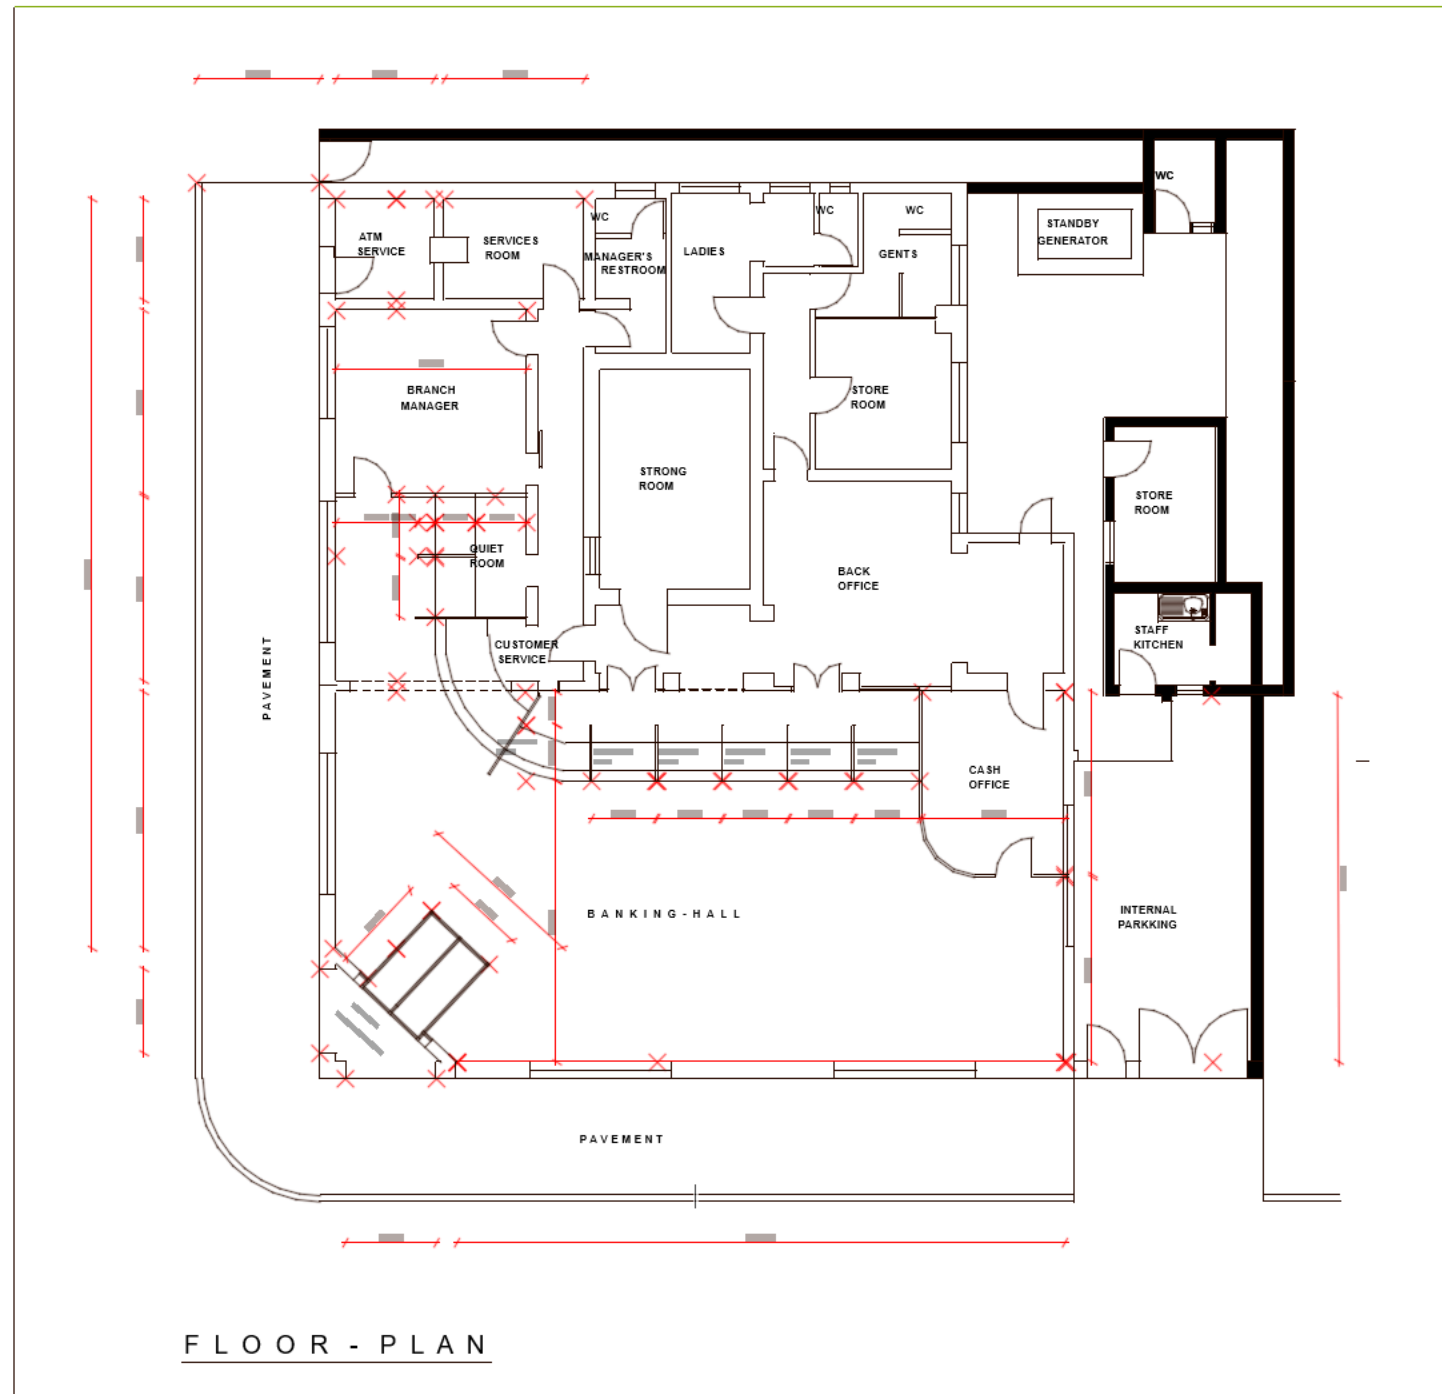 WC
WC
WC
WC
STANDBY
GENERATOR
ATM
SERVICE
SERVICES
ROOM
MANAGER'S
RESTROOM
LADIES
GENTS
BRANCH
MANAGER
STORE
ROOM
STRONG
ROOM
STORE
ROOM
QUIET
ROOM
BACK
OFFICE
STAFF
KITCHEN
CUSTOMER
SERVICE
PAVEMENT
CASH
OFFICE
BANKING-HALL
INTERNAL
PARKKING
PAVEMENT
FLOOR-PLAN